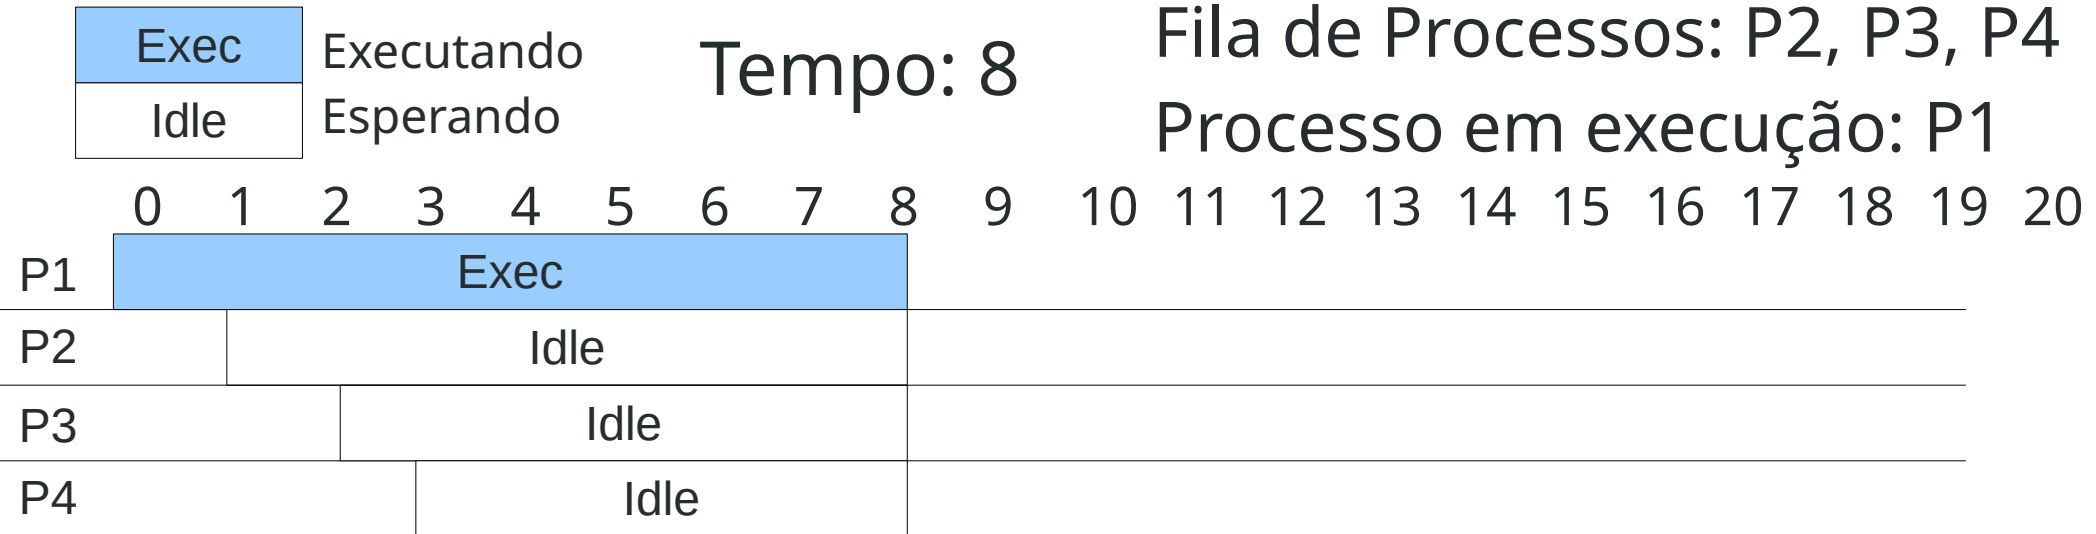 Exec Executando
Idle Esperando
Tempo: 8
Fila de Processos: P2, P3, P4
Processo em execução: P1
0 1 2 3 4 5 6 7 8 9 10 11 12 13 14 15 16 17 18 19 20
P1 Exec
P2 Idle
P3 Idle
P4 Idle